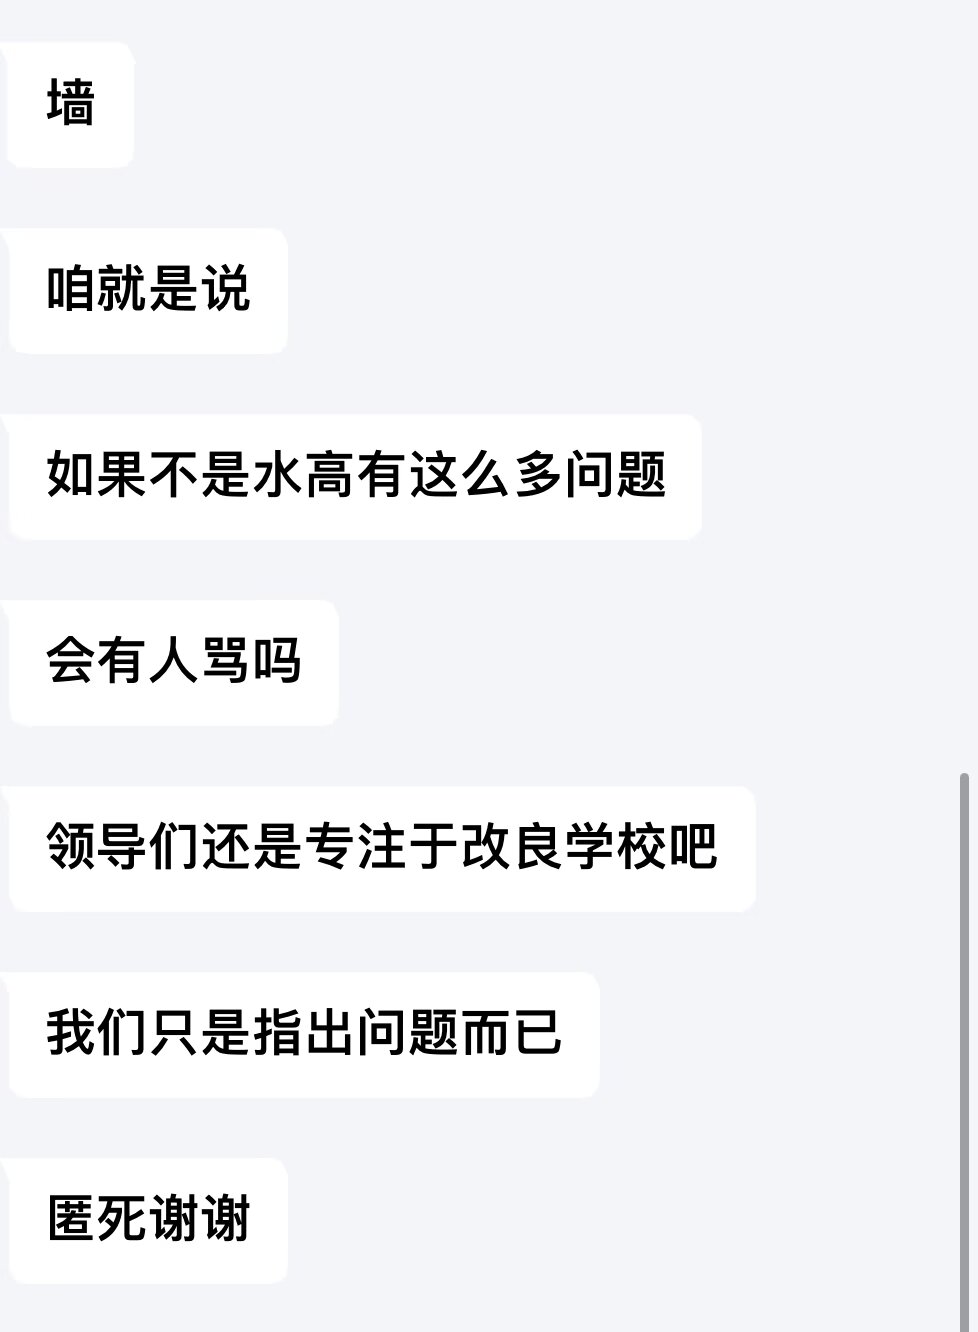 墙
咱就是说
如果不是水高有这么多问题
会有人骂吗
领导们还是专注于改良学校吧
我们只是指出问题而已
匿死谢谢